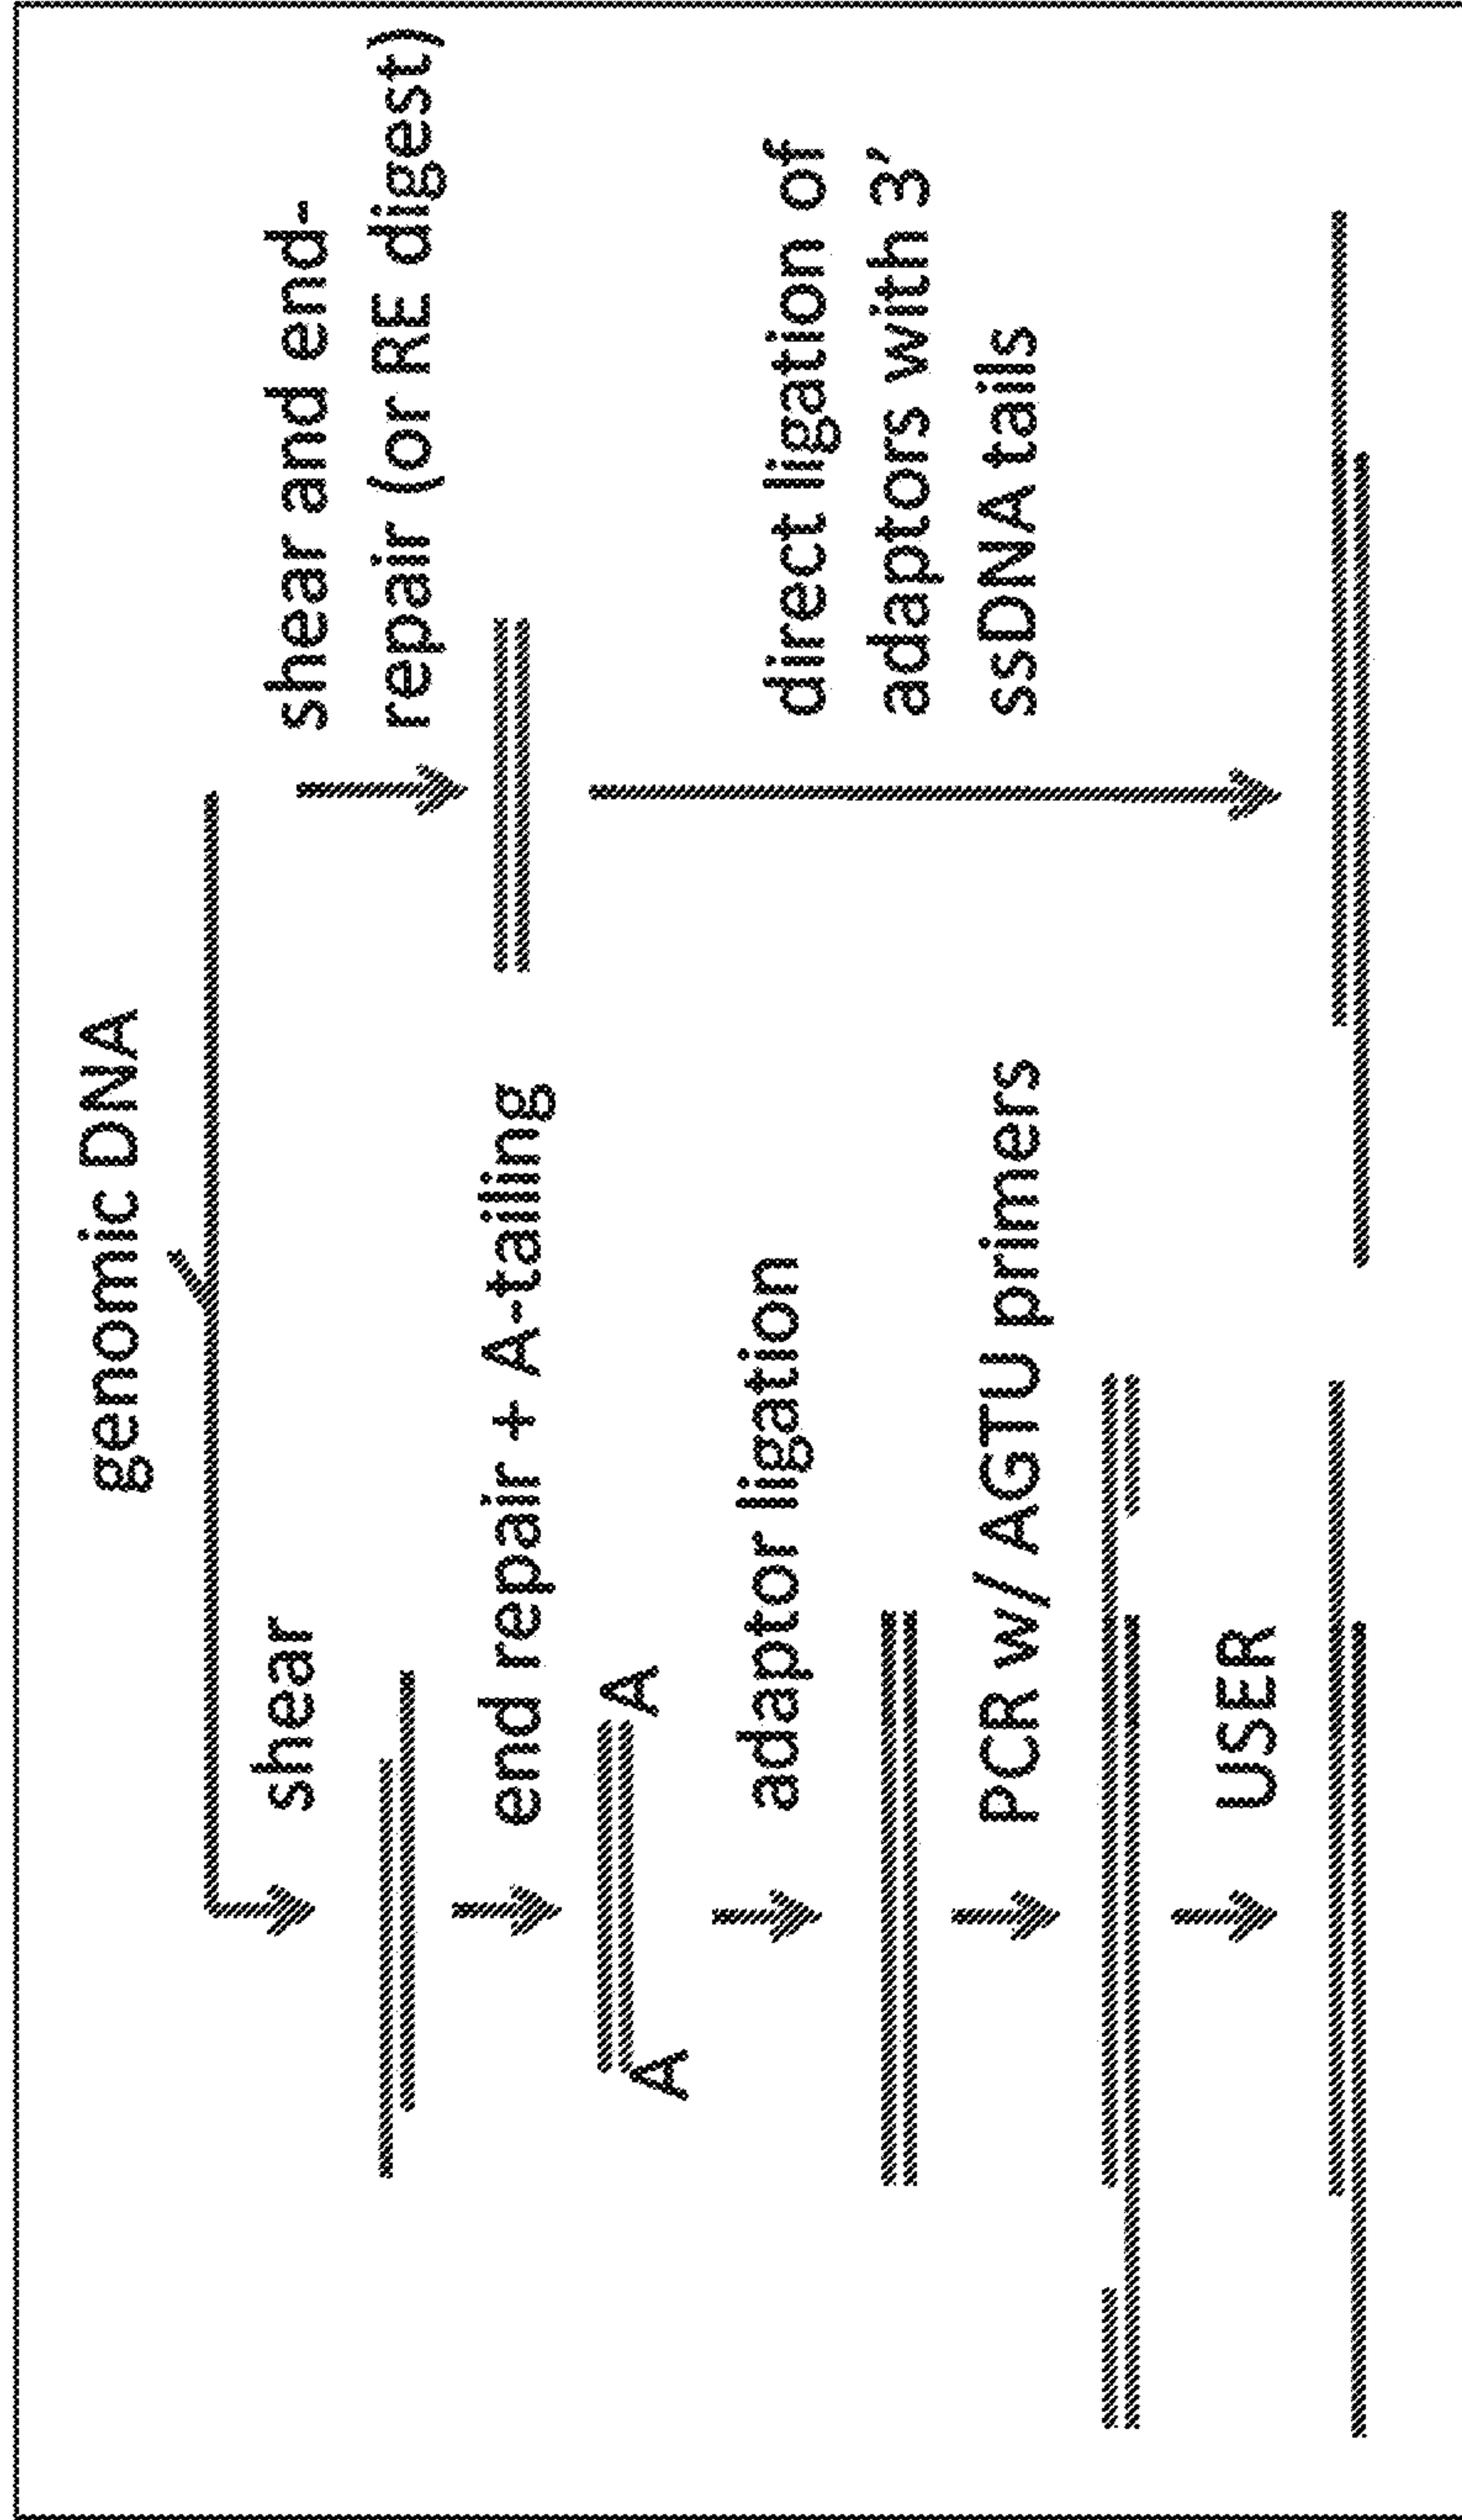 genomic DNA
shear
end repair + A-tailing
A
A
adaptor ligation
PCR w/ AGTU primers
USER
shear and end-
repair (or RE digest)
direct ligation of
adaptors with 3’
ssDNA tails